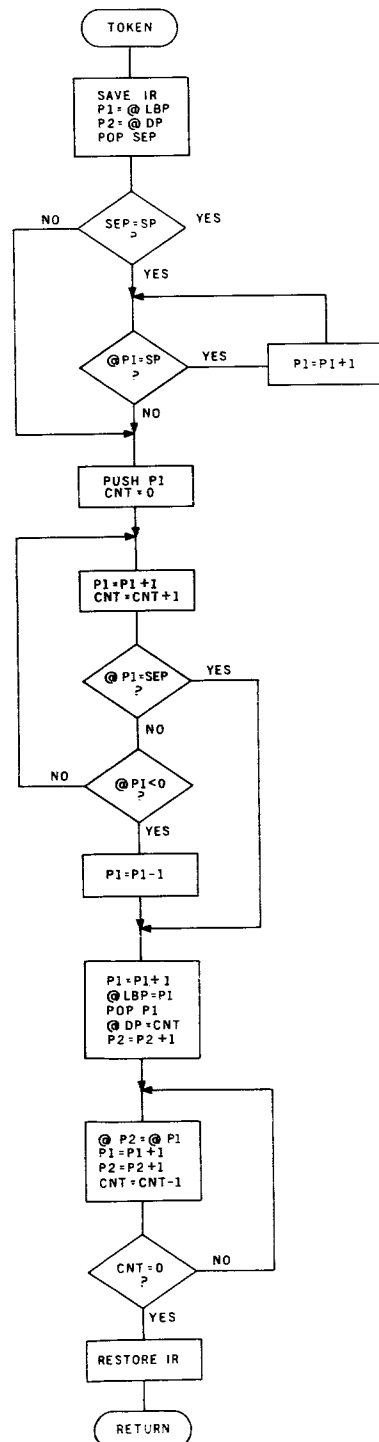 TOKEN
SAVE IR
P1=@ LBP
P2=@ DP
POP SEP
NO
SEP=SP
?
YES
YES
@P1=SP
?
YES
P1=P1+1
NO
PUSH P1
CNT=0
P1=P1+1
CNT=CNT+1
@ P1=SEP
?
YES
NO
NO
@P1<0
?
YES
P1=P1-1
P1=P1+1
@LBP=P1
POP P1
@ DP=CNT
P2=P2+1
@ P2=@ P1
P1=P1+1
P2=P2+1
CNT=CNT-1
CNT=0
?
NO
YES
RESTORE IR
RETURN